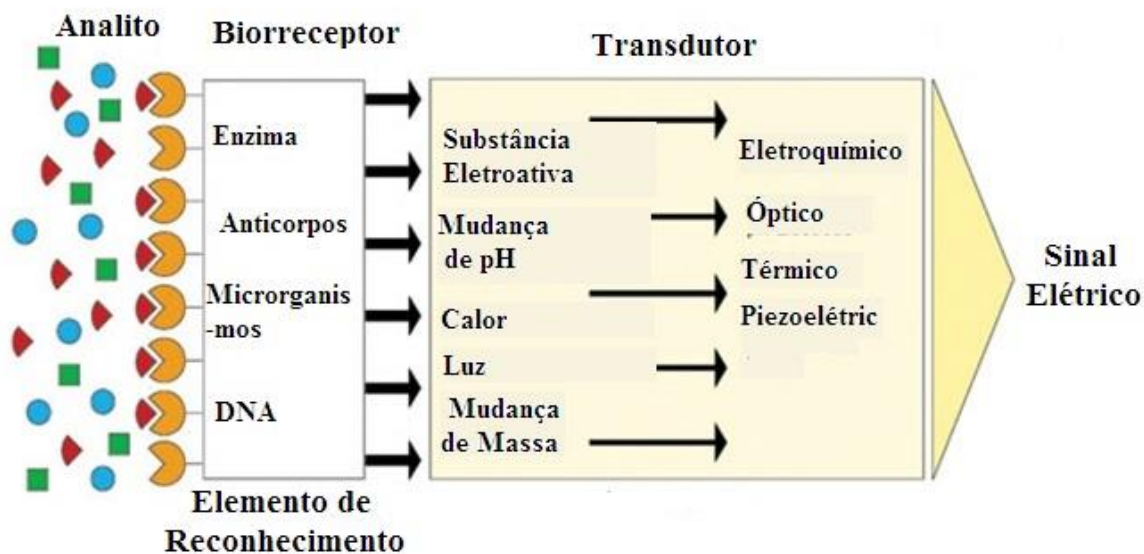 Analito
Biorreceptor
Transdutor
Enzima
Anticorpos
Microrganis
-mos
DNA
Elemento de
Reconhecimento
Substância
Eletroativa
Mudança
de pH
Calor
Luz
Mudança
de Massa
Eletroquímico
Óptico
Térmico
Piezoelétric
Sinal
Elétrico